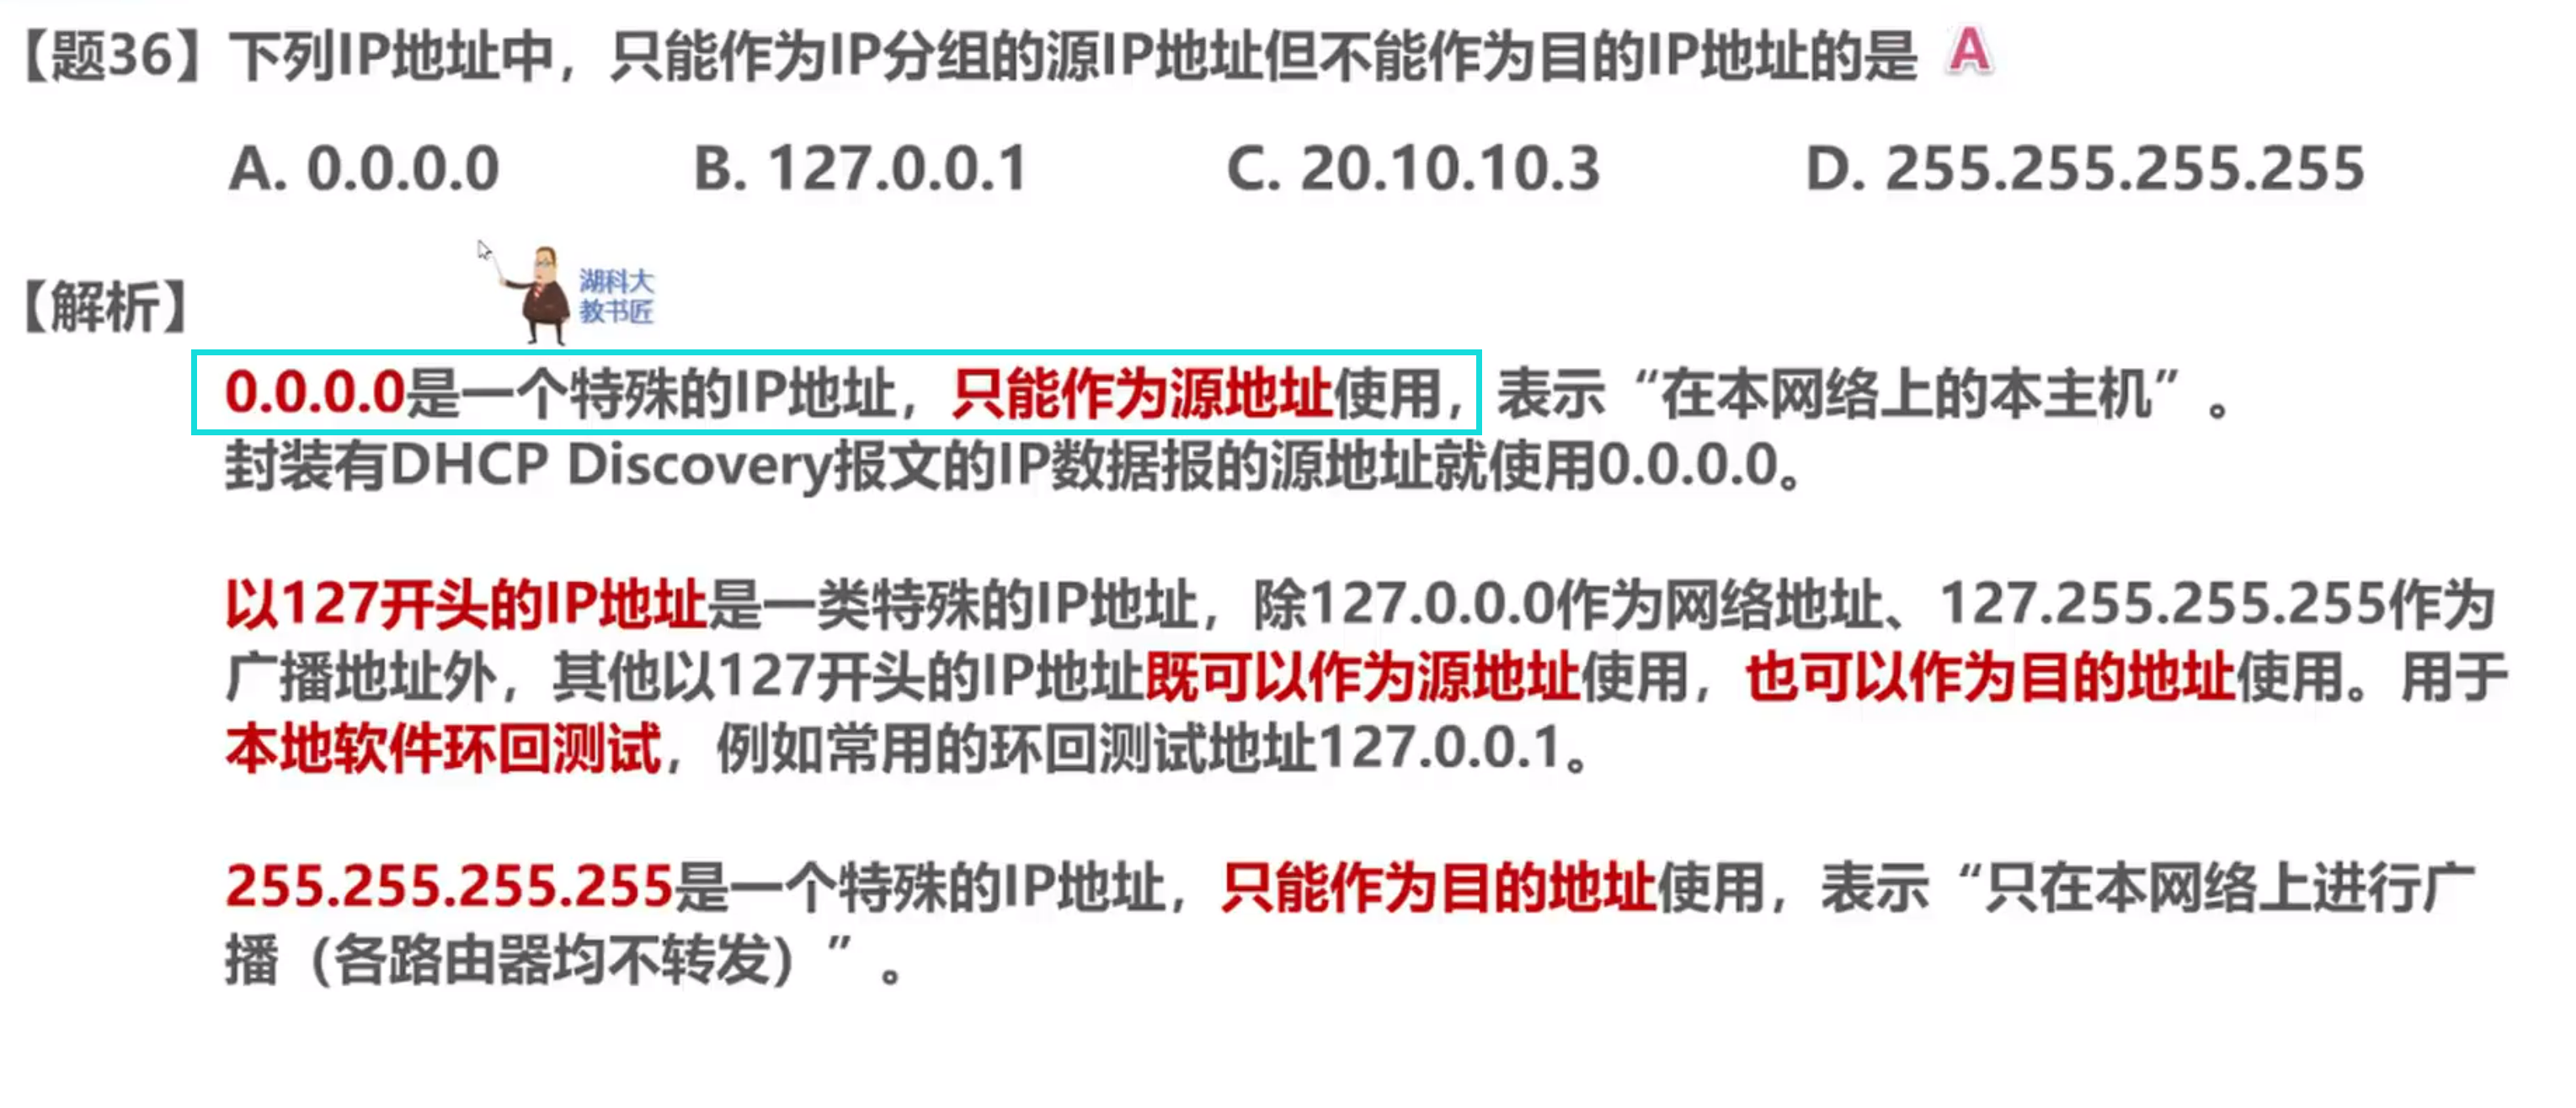 【题36】下列IP地址中，只能作为IP分组的源IP地址但不能作为目的IP地址的是 A
A. 0.0.0.0 B. 127.0.0.1 C. 20.10.10.3 D. 255.255.255.255
湖科大
教书匠
【解析】
0.0.0.0是一个特殊的IP地址，只能作为源地址使用，表示“在本网络上的本主机”。
封装有DHCP Discovery报文的IP数据报的源地址就使用0.0.0.0。
以127开头的IP地址是一类特殊的IP地址，除127.0.0.0作为网络地址、127.255.255.255作为
广播地址外，其他以127开头的IP地址既可以作为源地址使用，也可以作为目的地址使用。用于
本地软件环回测试，例如常用的环回测试地址127.0.0.1。
255.255.255.255是一个特殊的IP地址，只能作为目的地址使用，表示“只在本网络上进行广
播（各路由器均不转发）”。